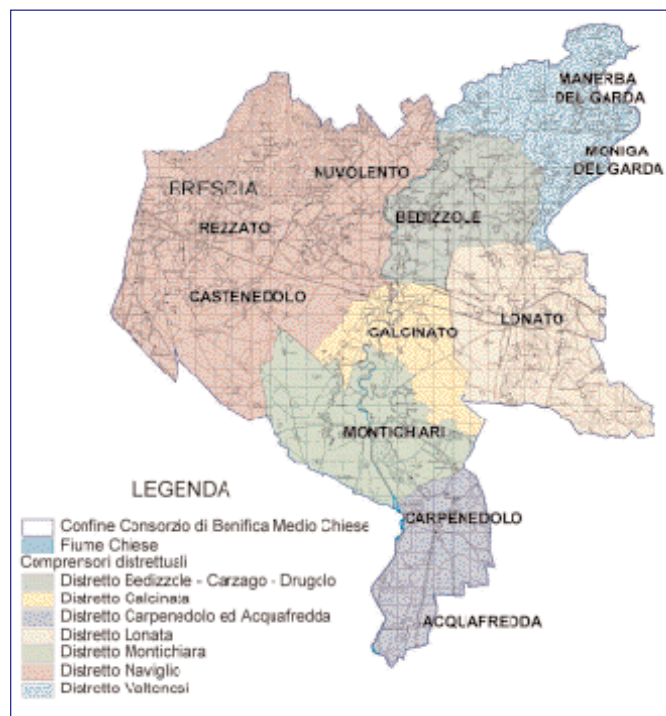 MANERBA
DEL GARDA
MONIGA
DEL GARDA
NUVOLENTO
BRESCIA
BEDIZZOLE
REZZATO
CASTENEDOLO
LONATO
CALCINATO
MONTICHIARI
CARPENEDOLO
ACQUAFREDDA
LEGENDA
Confine Consorzio di Bonifica Medio Chiese
Fiume Chiese
Comprensori distrettuali
Distretto Bedizzole - Carzago - Drugolo
Distretto Calcinata
Distretto Carpenedolo ed Acquafredda
Distretto Lonata
Distretto Montichiara
Distretto Naviglio
Distretto Valtenesi